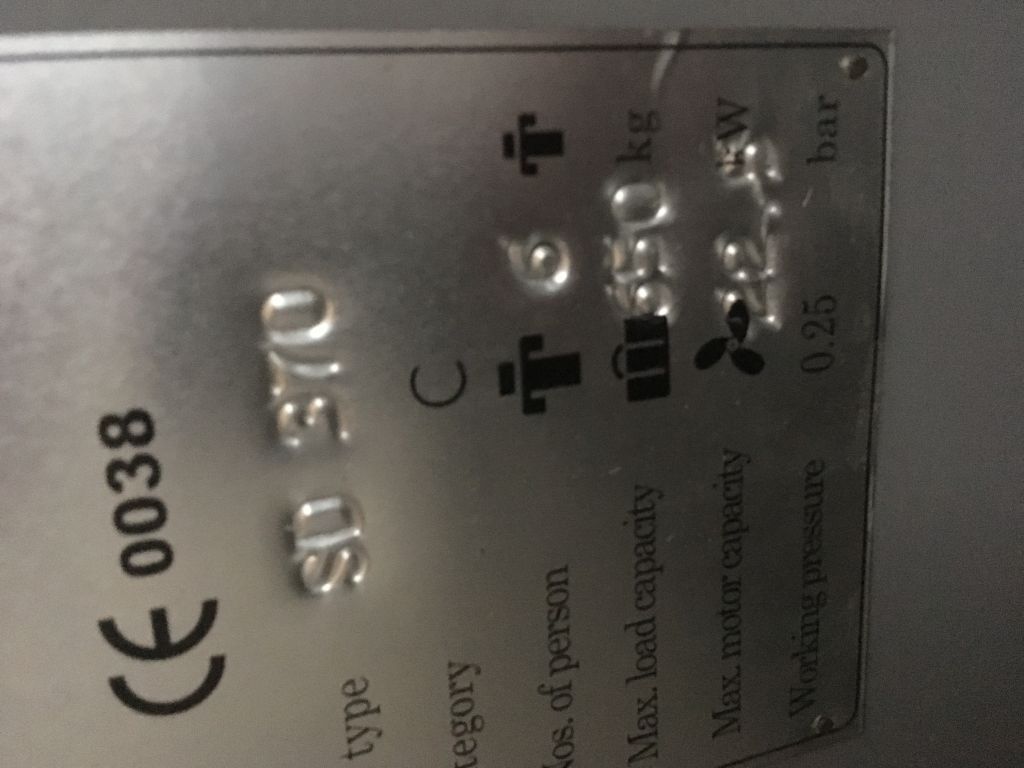 CE 0038
type SD 370
tegory C
Nos. of person 6
Max. load capacity 650 kg
Max. motor capacity kW
Working pressure 0.25 bar